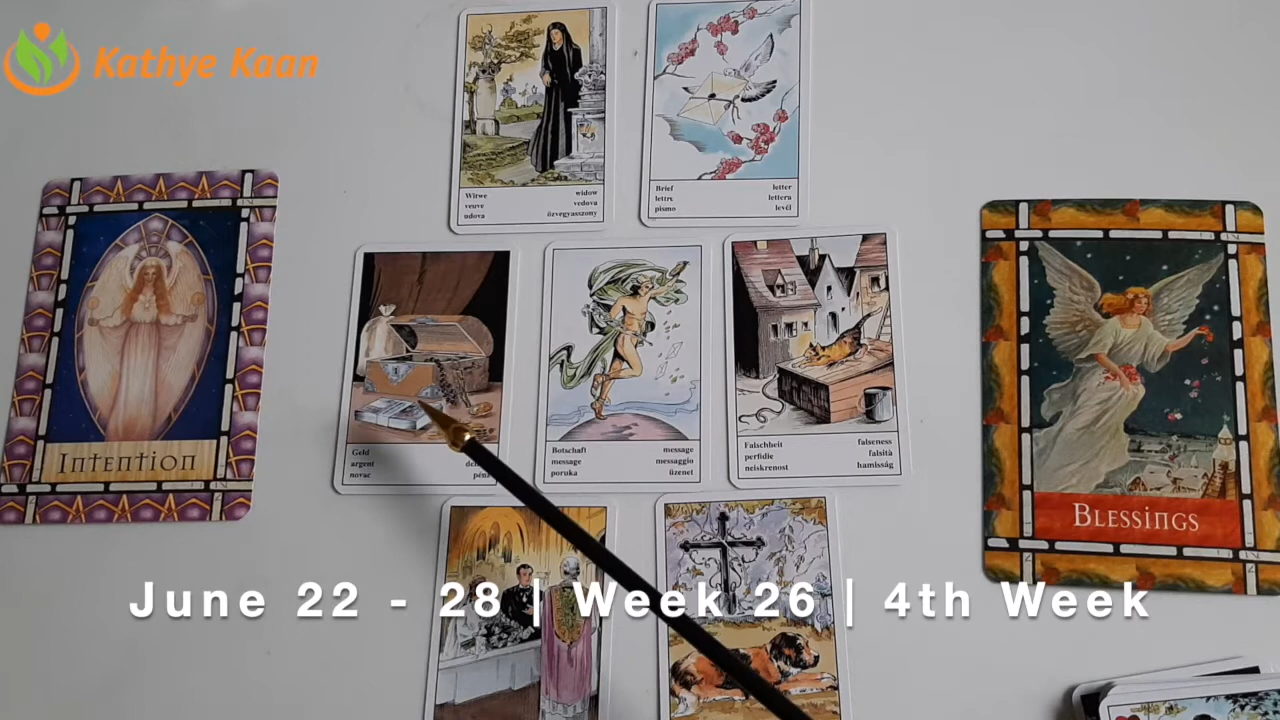 Kathye Kaan
Witwe widow
veuve vedova
udova özvegyasszony
Brief letter
lettre lettera
pismo levél
INTENTION
Geld
argent
novac pénz
Botschaft message
message messaggio
poruka üzenet
Falschheit falseness
perfidie falsità
neiskrenost hamisság
BLESSINGS
June 22 - 28 | Week 26 | 4th Week